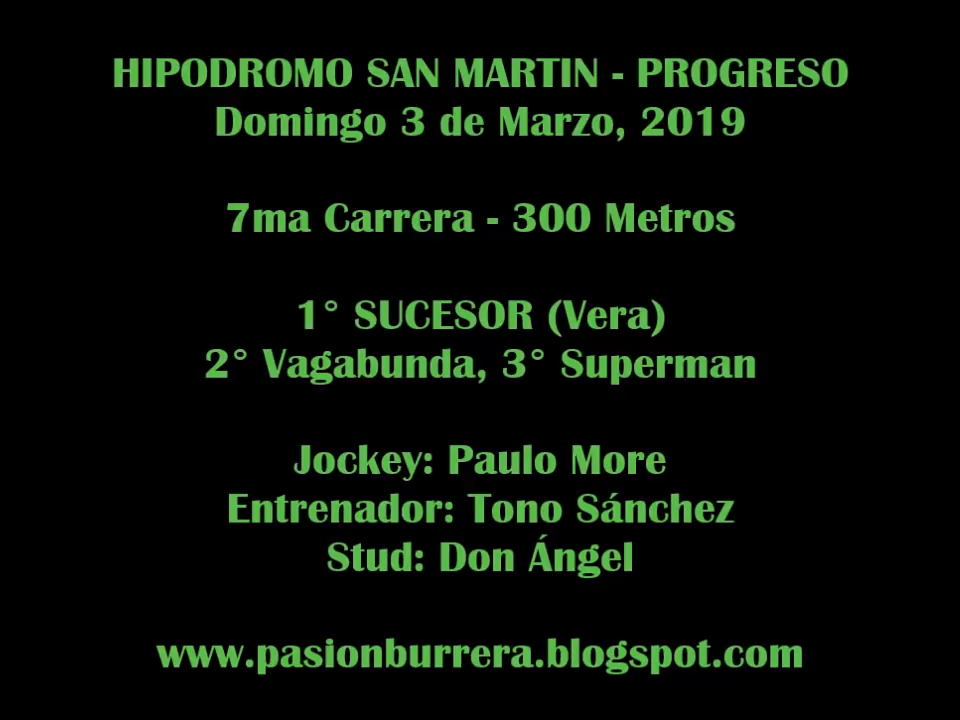 HIPODROMO SAN MARTIN - PROGRESO
Domingo 3 de Marzo, 2019
7ma Carrera - 300 Metros
1° SUCESOR (Vera)
2° Vagabunda, 3° Superman
Jockey: Paulo More
Entrenador: Tono Sánchez
Stud: Don Ángel
www.pasionburrera.blogspot.com